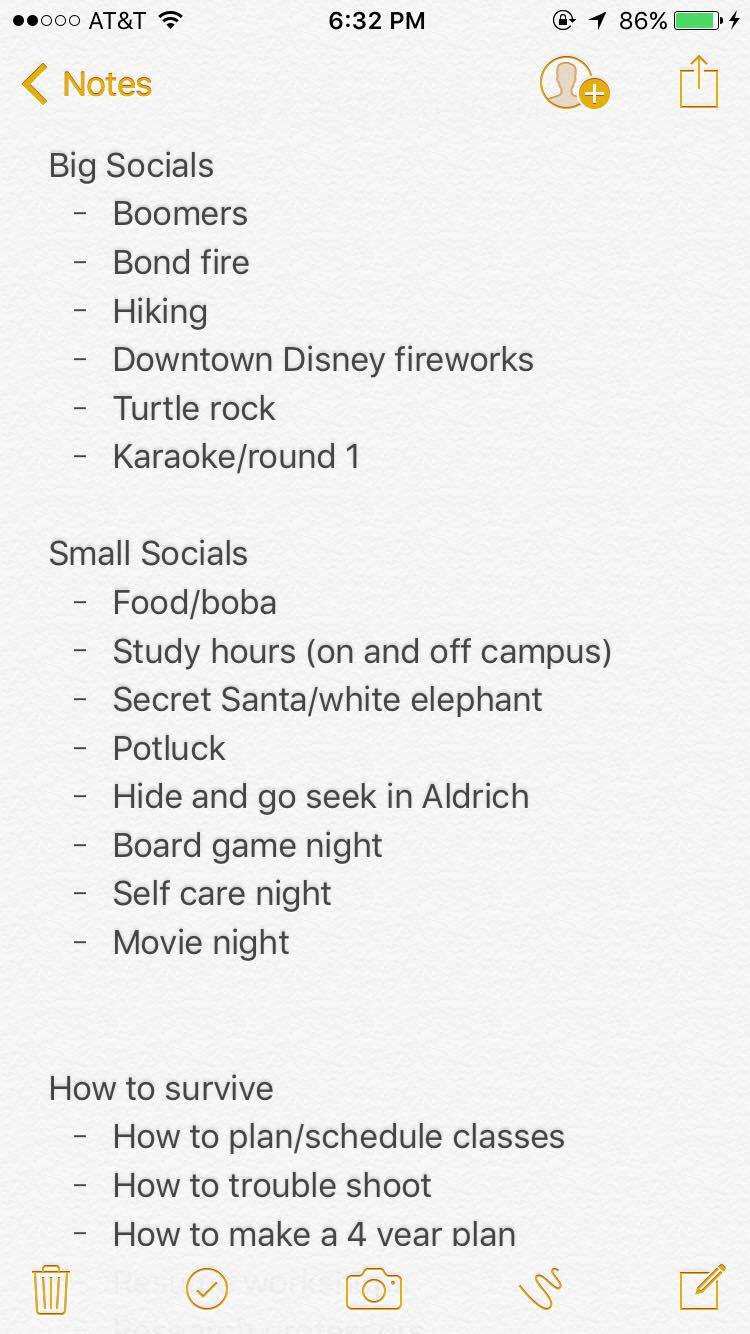 AT&T 6:32 PM 86%
Notes
Big Socials
- Boomers
- Bond fire
- Hiking
- Downtown Disney fireworks
- Turtle rock
- Karaoke/round 1
Small Socials
- Food/boba
- Study hours (on and off campus)
- Secret Santa/white elephant
- Potluck
- Hide and go seek in Aldrich
- Board game night
- Self care night
- Movie night
How to survive
- How to plan/schedule classes
- How to trouble shoot
- How to make a 4 year plan